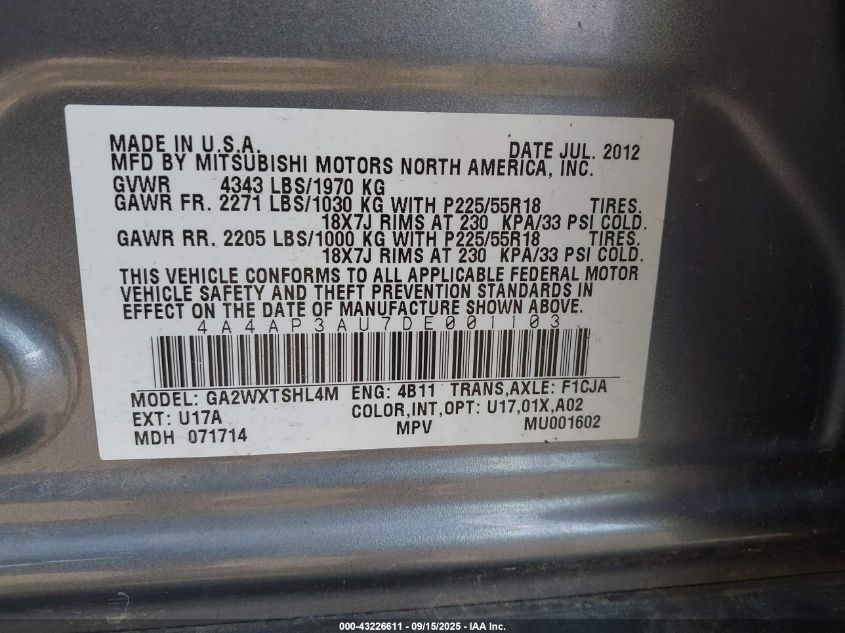 MADE IN U.S.A. DATE JUL. 2012
MFD BY MITSUBISHI MOTORS NORTH AMERICA, INC.
GVWR 4343 LBS/1970 KG
GAWR FR. 2271 LBS/1030 KG WITH P225/55R18 TIRES,
18X7J RIMS AT 230 KPA/33 PSI COLD.
GAWR RR. 2205 LBS/1000 KG WITH P225/55R18 TIRES,
18X7J RIMS AT 230 KPA/33 PSI COLD.
THIS VEHICLE CONFORMS TO ALL APPLICABLE FEDERAL MOTOR
VEHICLE SAFETY AND THEFT PREVENTION STANDARDS IN
EFFECT ON THE DATE OF MANUFACTURE SHOWN ABOVE.
4A4AP3AU7DE001103
MODEL: GA2WXTSHL4M ENG: 4B11 TRANS,AXLE: F1CJA
EXT: U17A COLOR,INT,OPT: U17,01X,A02
MDH 071714 MPV MU001602
000-43226611 - 09/15/2025 - IAA Inc.